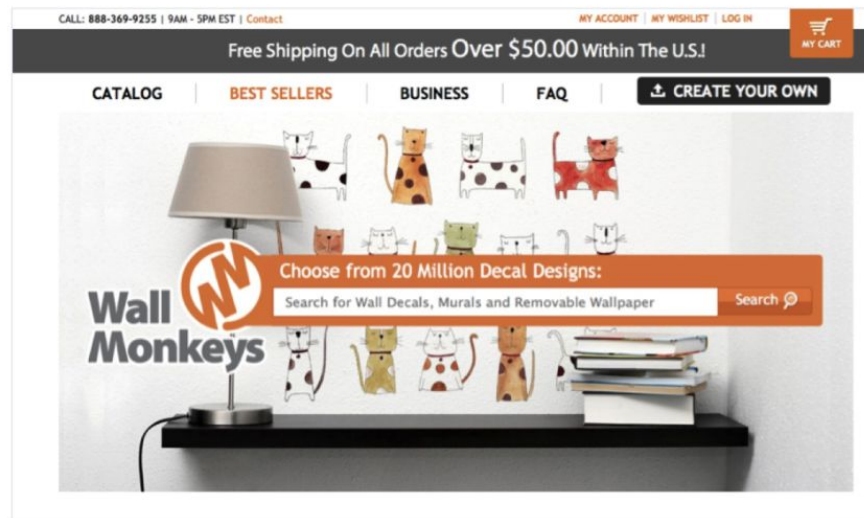 CALL: 888-369-9255 | 9AM - 5PM EST | Contact
MY ACCOUNT | MY WISHLIST | LOG IN
MY CART
Free Shipping On All Orders Over $50.00 Within The U.S.!
CATALOG
BEST SELLERS
BUSINESS
FAQ
CREATE YOUR OWN
Choose from 20 Million Decal Designs:
Search for Wall Decals, Murals and Removable Wallpaper
Search
Wall
Monkeys